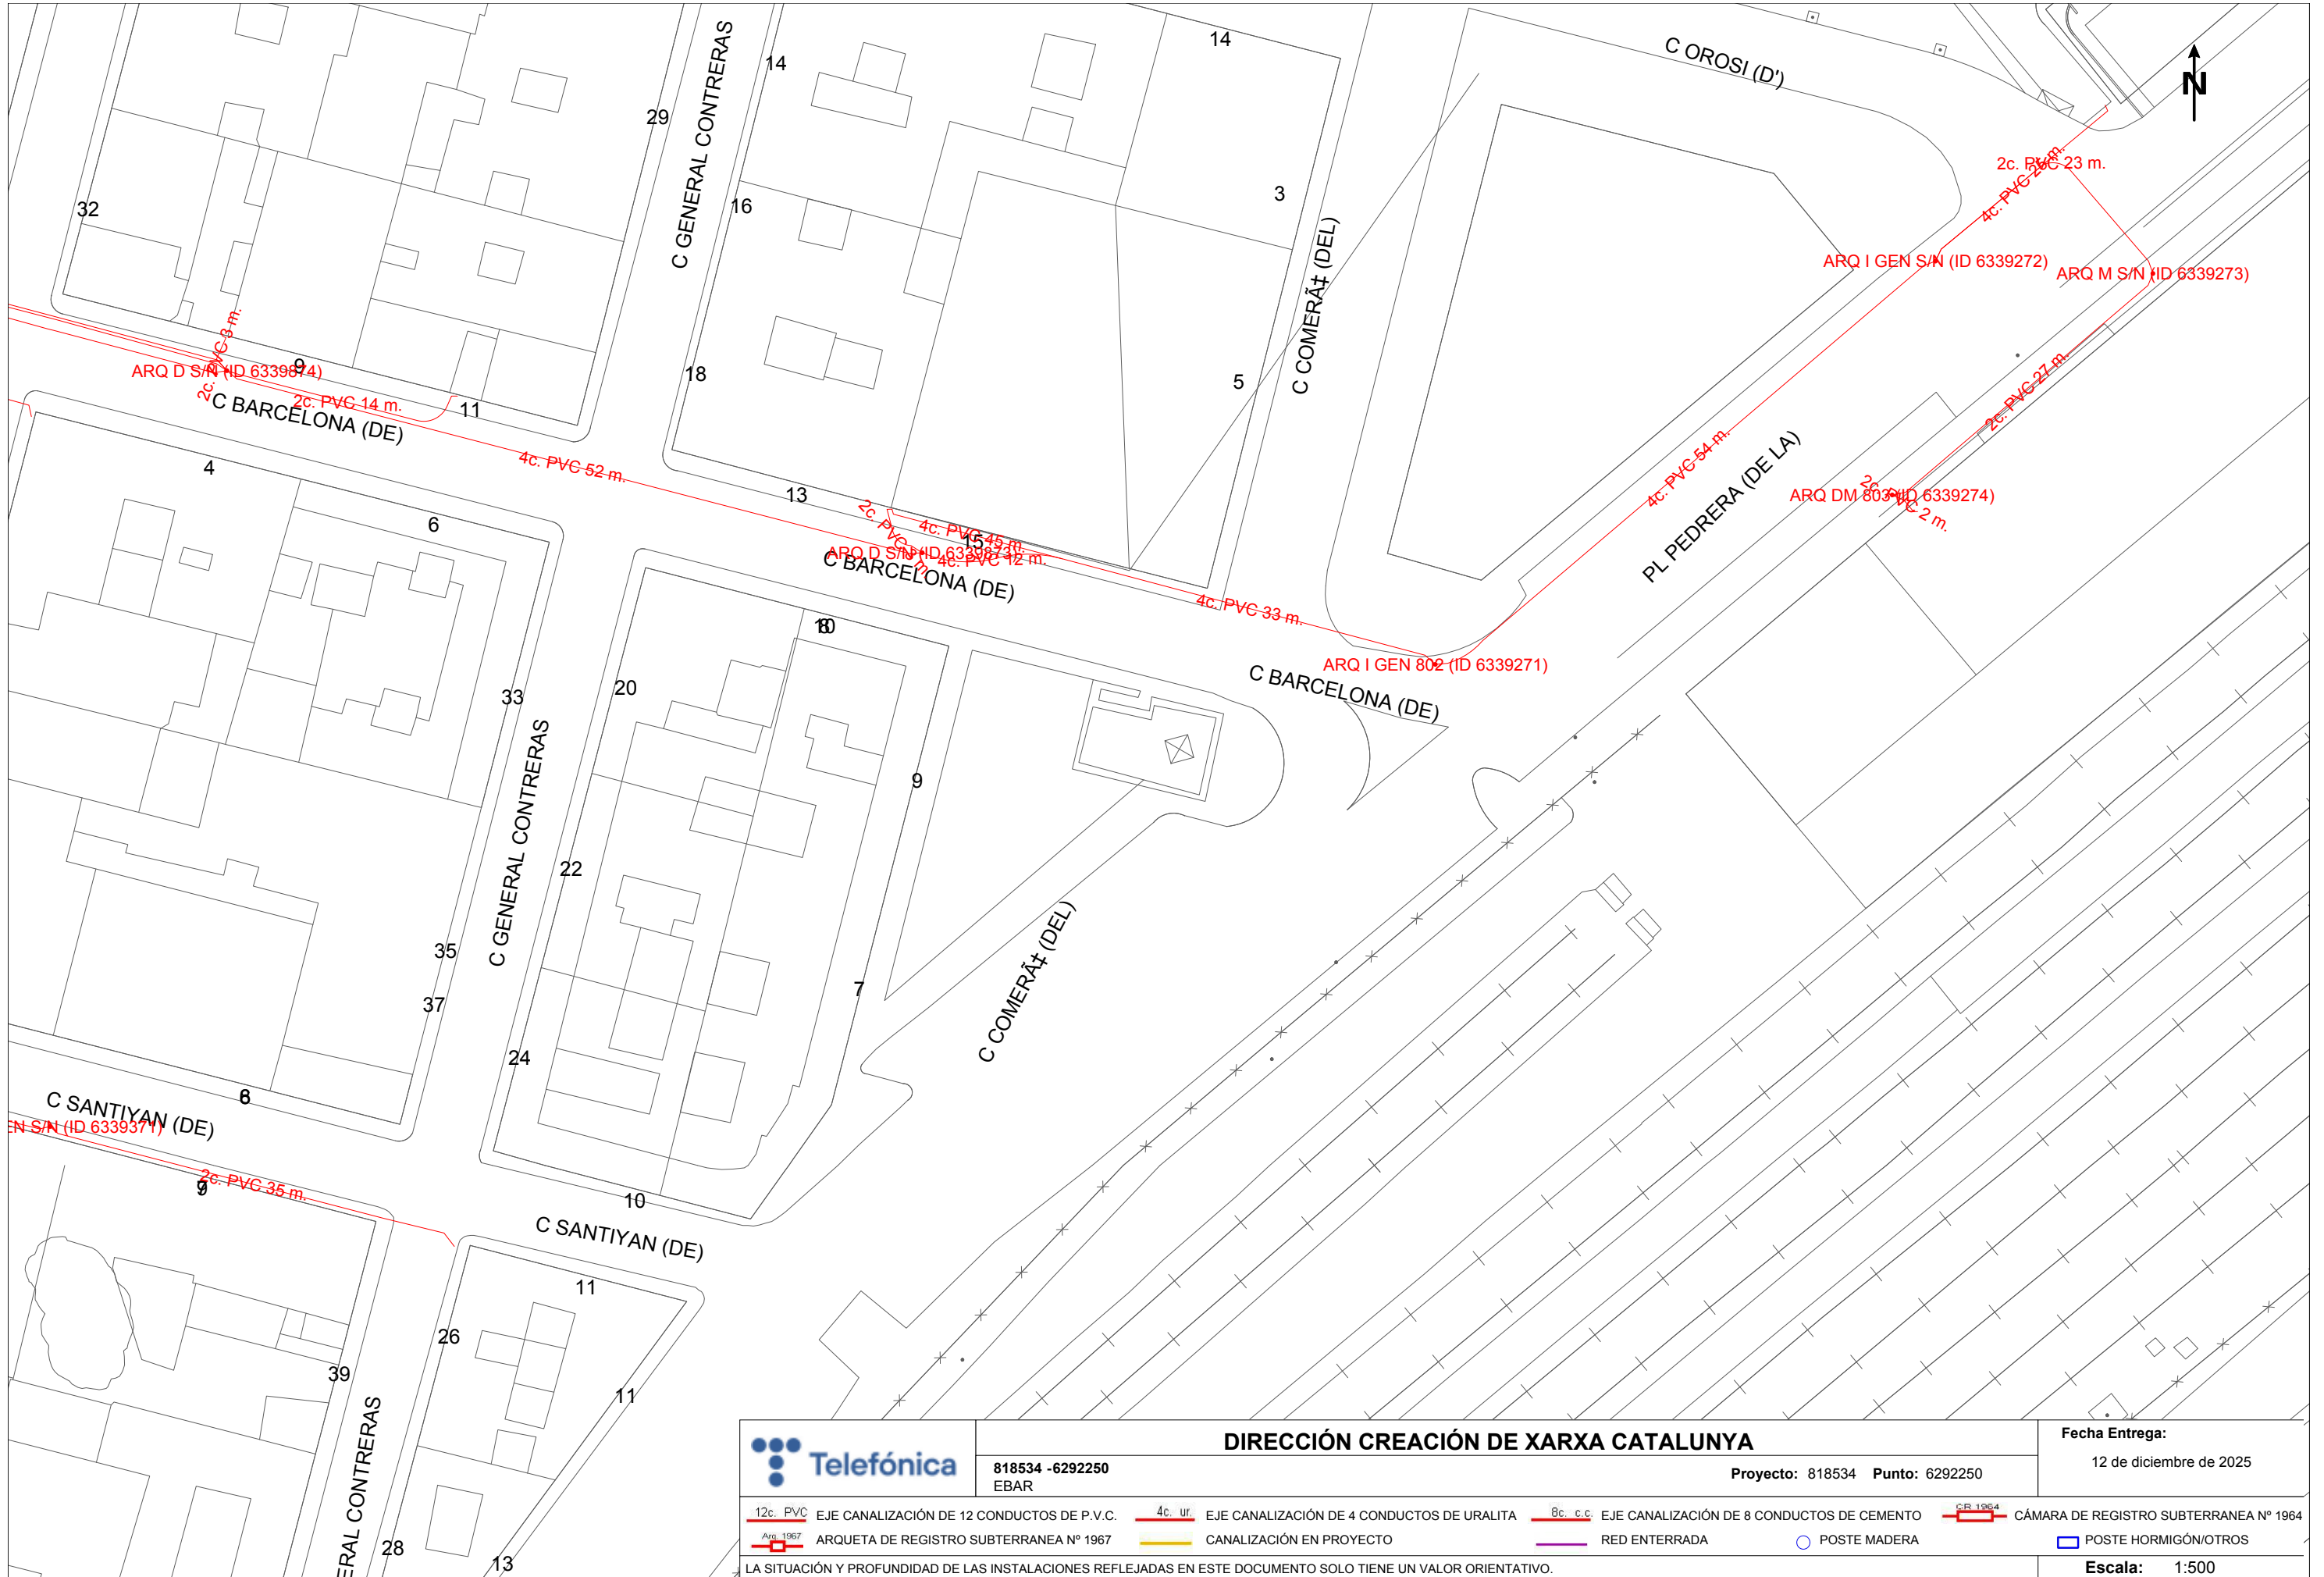 14
C OROSI (D')
N
C GENERAL CONTRERAS
14
29
3
2c. PVC 23 m.
4c. PVC 26 m.
32
16
C COMERÃ‡ (DEL)
ARQ I GEN S/N (ID 6339272)
ARQ M S/N (ID 6339273)
2c. PVC 3 m.
9
ARQ D S/N (ID 6339874)
18
5
2c. PVC 27 m.
2c. PVC 14 m.
11
C BARCELONA (DE)
4
4c. PVC 52 m.
4c. PVC 54 m.
PL PEDRERA (DE LA)
13
ARQ DM 803 (ID 6339274)
2c. PVC 2 m.
6
4c. PVC 45 m.
15
ARQ D S/N (ID 6339873)
4c. PVC 12 m.
C BARCELONA (DE)
4c. PVC 33 m.
10
8
ARQ I GEN 802 (ID 6339271)
C BARCELONA (DE)
20
33
C GENERAL CONTRERAS
9
22
C COMERÃ‡ (DEL)
35
7
37
24
C SANTIYAN (DE)
EN S/N (ID 6339371)
2c. PVC 35 m.
9
10
C SANTIYAN (DE)
11
26
39
11
ERAL CONTRERAS
28
13
Telefónica
DIRECCIÓN CREACIÓN DE XARXA CATALUNYA
818534 -6292250
EBAR
Proyecto: 818534 Punto: 6292250
Fecha Entrega:
12 de diciembre de 2025
12c. PVC EJE CANALIZACIÓN DE 12 CONDUCTOS DE P.V.C. 4c. ur. EJE CANALIZACIÓN DE 4 CONDUCTOS DE URALITA 8c. c.c. EJE CANALIZACIÓN DE 8 CONDUCTOS DE CEMENTO CR.1964 CÁMARA DE REGISTRO SUBTERRANEA Nº 1964
Arq. 1967 ARQUETA DE REGISTRO SUBTERRANEA Nº 1967 CANALIZACIÓN EN PROYECTO RED ENTERRADA POSTE MADERA POSTE HORMIGÓN/OTROS
LA SITUACIÓN Y PROFUNDIDAD DE LAS INSTALACIONES REFLEJADAS EN ESTE DOCUMENTO SOLO TIENE UN VALOR ORIENTATIVO.
Escala: 1:500